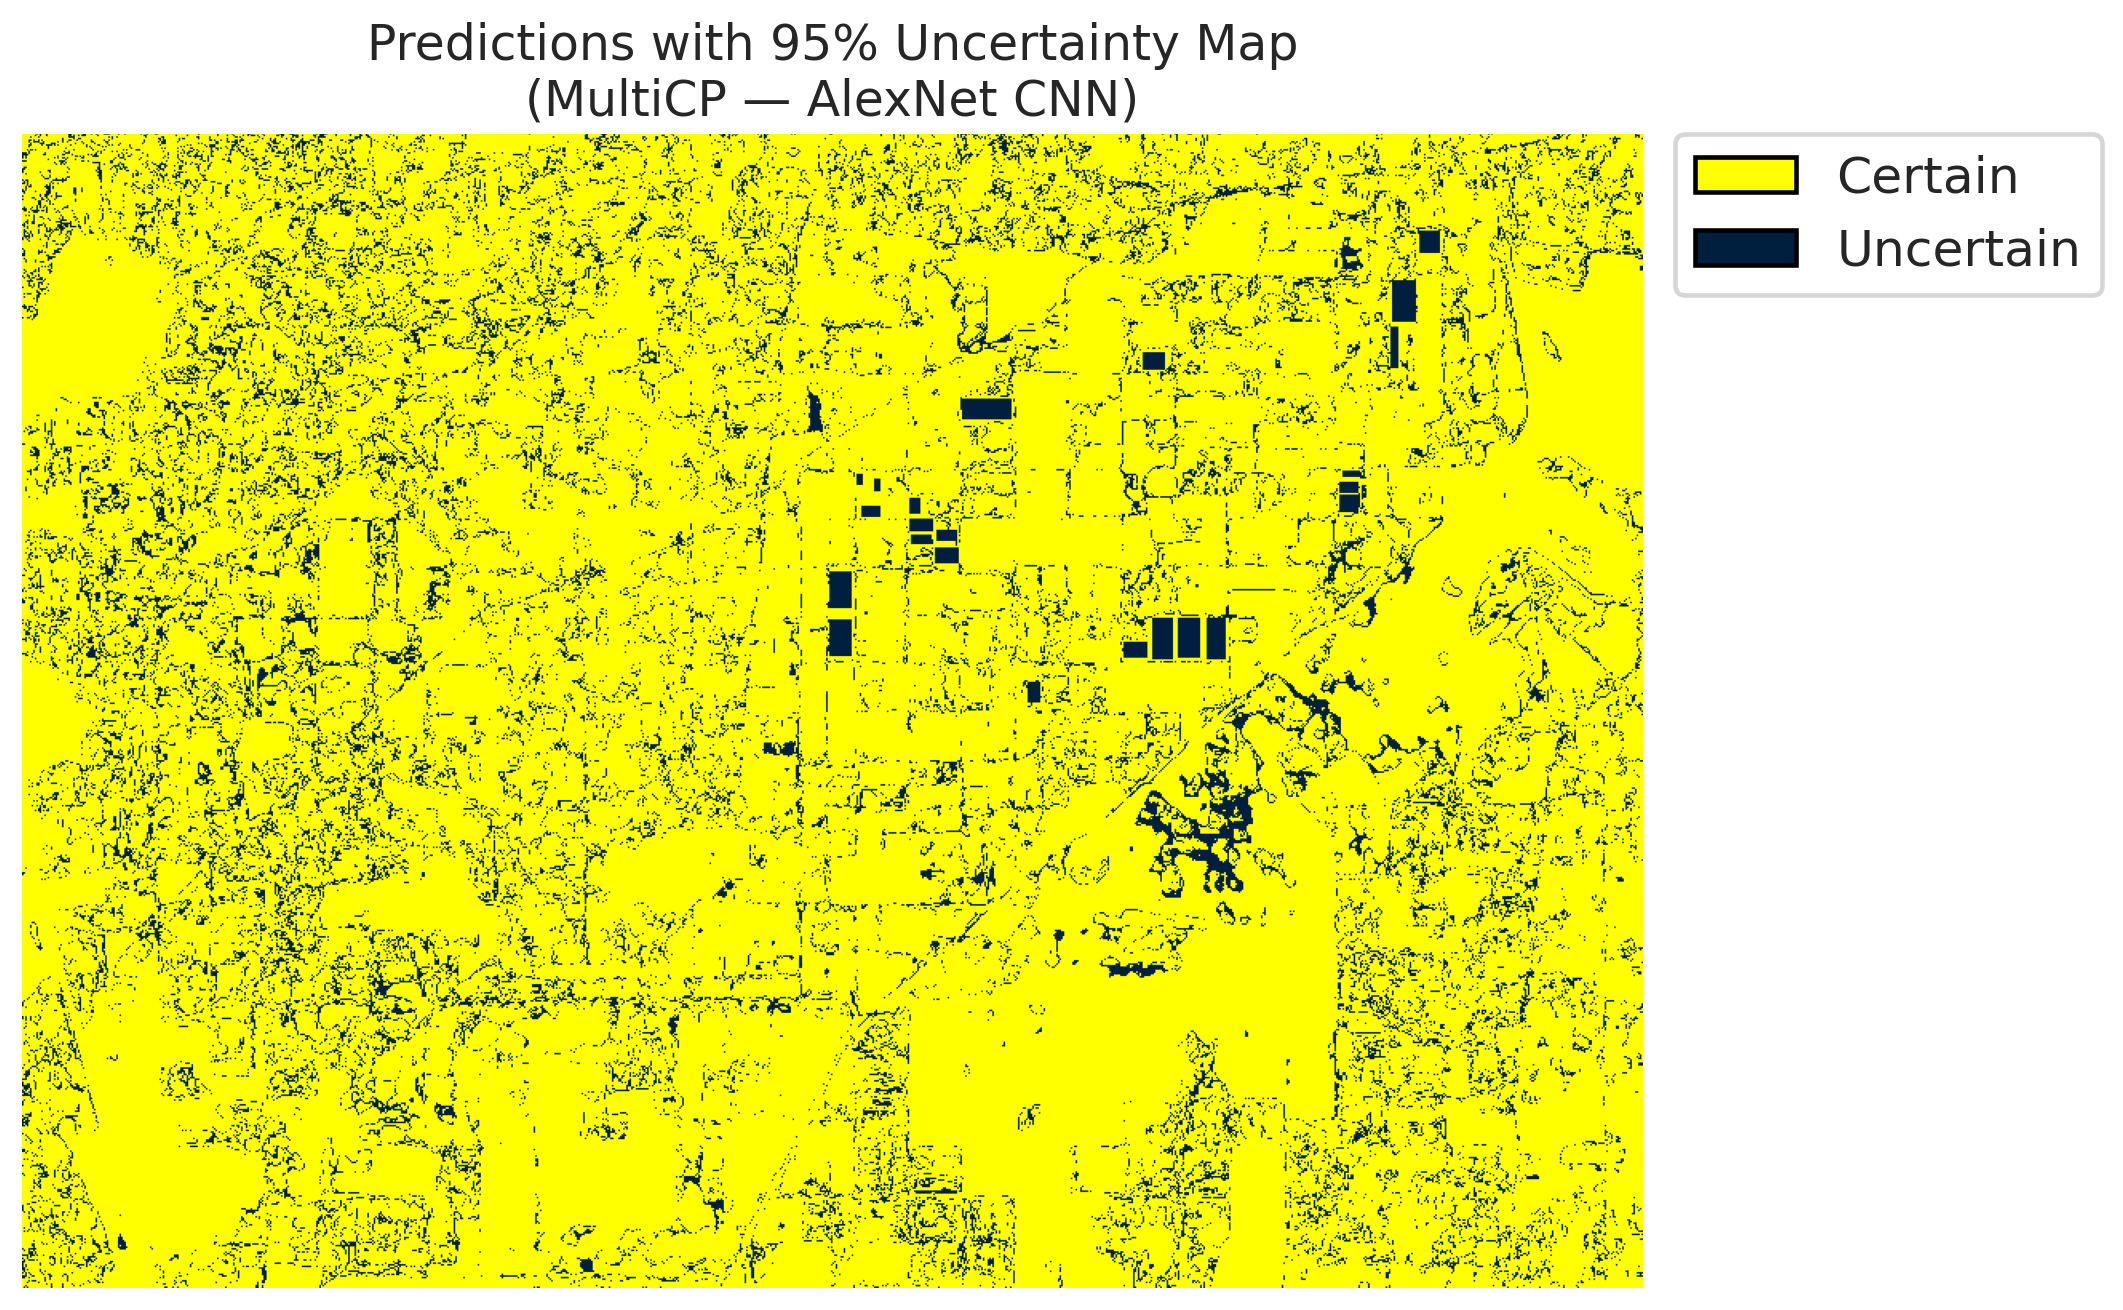 Predictions with 95% Uncertainty Map
(MultiCP — AlexNet CNN)
Certain
Uncertain